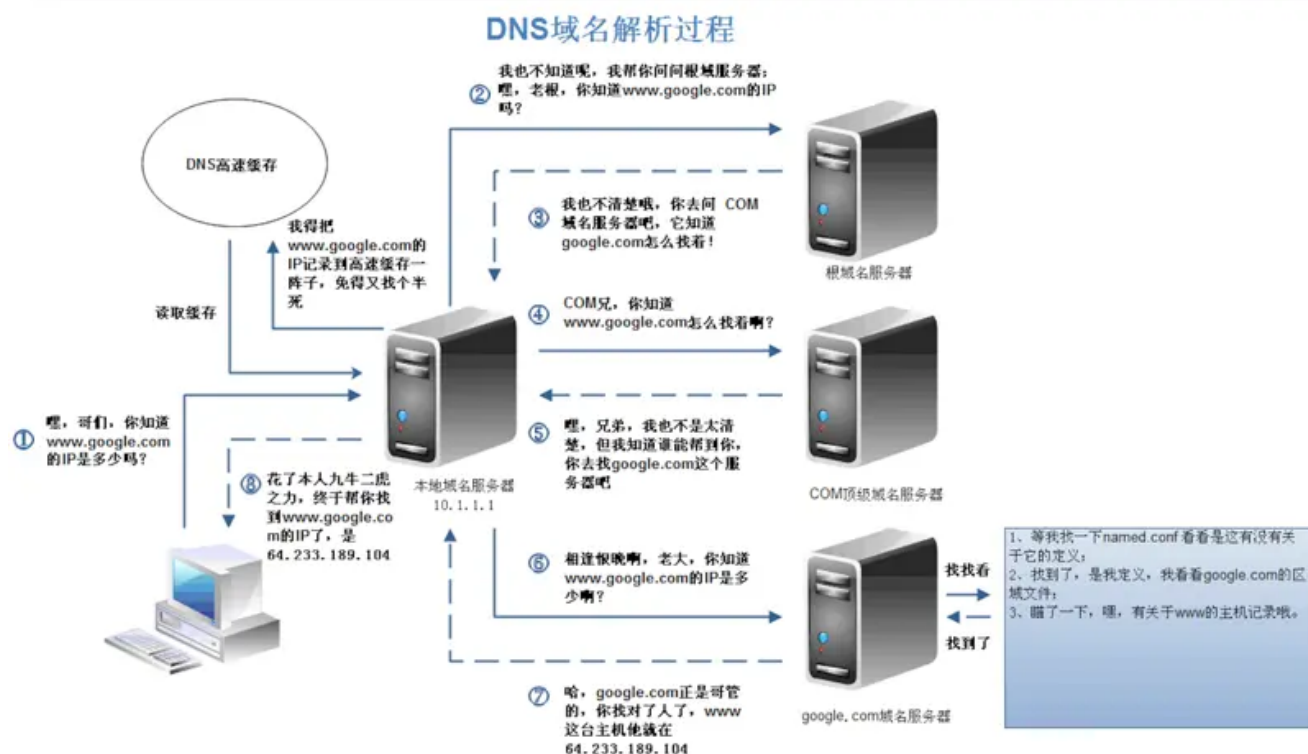 DNS域名解析过程
我也不知道呢，我帮你问问根域服务器；
②
嘿，老根，你知道www.google.com的IP
吗？
DNS高速缓存
我得把
www.google.com的
IP记录到高速缓存一
阵子，免得又找个半
死
读取缓存
③
我也不清楚哦，你去问 COM
域名服务器吧，它知道
google.com怎么找着！
根域名服务器
④
COM兄，你知道
www.google.com怎么找着啊？
①
嘿，哥们，你知道
www.google.com
的IP是多少吗？
⑤
嘿，兄弟，我也不是太清
楚，但我知道谁能帮到你，
你去找google.com这个服
务器吧
COM顶级域名服务器
本地域名服务器
10.1.1.1
⑧
花了本人九牛二虎
之力，终于帮你找
到www.google.co
m的IP了，是
64.233.189.104
⑥
相逢恨晚啊，老大，你知道
www.google.com的IP是多
少啊？
找找看
找到了
1、等我找一下named.conf 看看是这有没有关
于它的定义；
2、找到了，是我定义，我看看google.com的区
域文件；
3、瞄了一下，嘿，有关于www的主机记录哦。
⑦
哈，google.com正是哥管
的，你找对了人了，www
这台主机他就在
64.233.189.104
google.com域名服务器